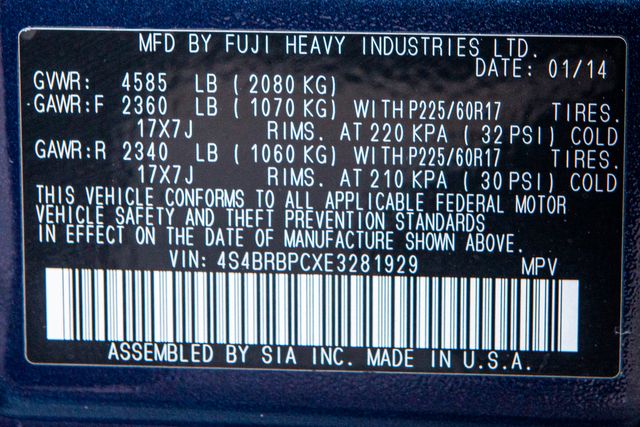 MFD BY FUJI HEAVY INDUSTRIES LTD.
DATE: 01/14
GVWR: 4585 LB (2080 KG)
GAWR:F 2360 LB (1070 KG) WITH P225/60R17 TIRES.
17X7J RIMS. AT 220 KPA (32 PSI) COLD
GAWR:R 2340 LB (1060 KG) WITH P225/60R17 TIRES.
17X7J RIMS. AT 210 KPA (30 PSI) COLD
THIS VEHICLE CONFORMS TO ALL APPLICABLE FEDERAL MOTOR
VEHICLE SAFETY AND THEFT PREVENTION STANDARDS
IN EFFECT ON THE DATE OF MANUFACTURE SHOWN ABOVE.
VIN: 4S4BRBPCXE3281929 MPV
ASSEMBLED BY SIA INC. MADE IN U.S.A.